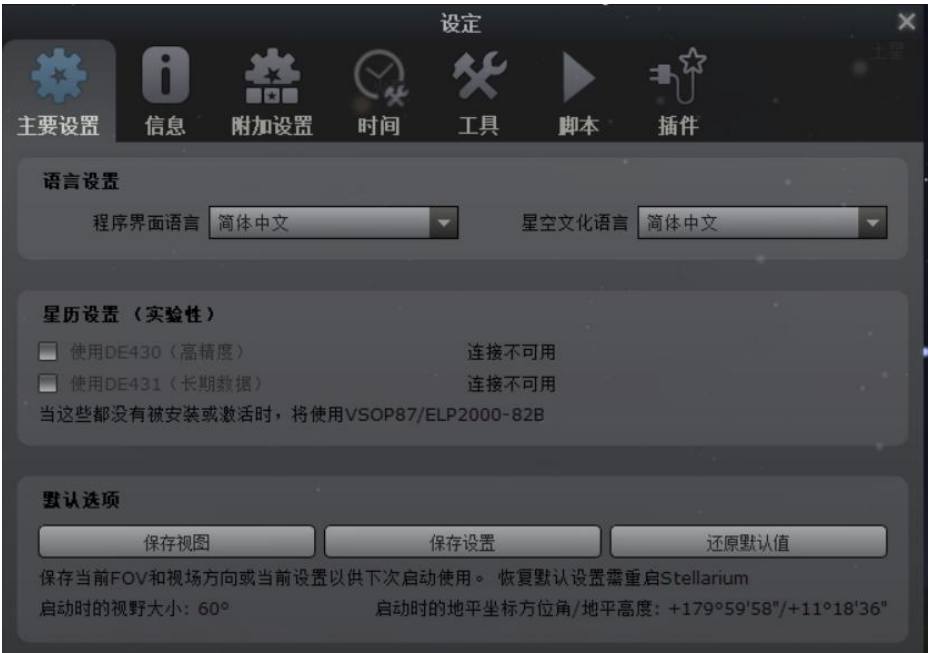 设定
土星
主要设置 信息 附加设置 时间 工具 脚本 插件
语言设置
程序界面语言 简体中文 星空文化语言 简体中文
星历设置（实验性）
使用DE430（高精度） 连接不可用
使用DE431（长期数据） 连接不可用
当这些都没有被安装或激活时，将使用VSOP87/ELP2000-82B
默认选项
保存视图 保存设置 还原默认值
保存当前FOV和视场方向或当前设置以供下次启动使用。 恢复默认设置需重启Stellarium
启动时的视野大小: 60° 启动时的地平坐标方位角/地平高度: +179°59'58"/+11°18'36"